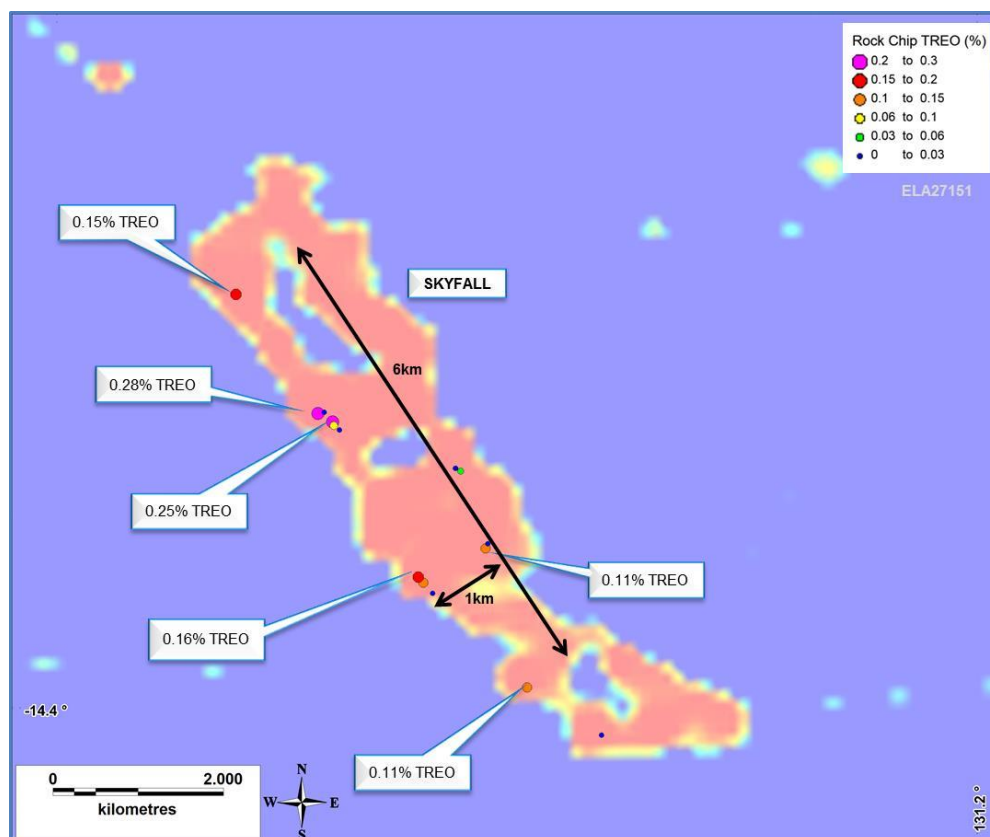 Rock Chip TREO (%)
0.2 to 0.3
0.15 to 0.2
0.1 to 0.15
0.06 to 0.1
0.03 to 0.06
0 to 0.03
ELA27151
0.15% TREO
SKYFALL
6km
0.28% TREO
0.25% TREO
0.11% TREO
1km
0.16% TREO
-14.4 °
0.11% TREO
0 2.000
kilometres
N
W E
S
131.2 °